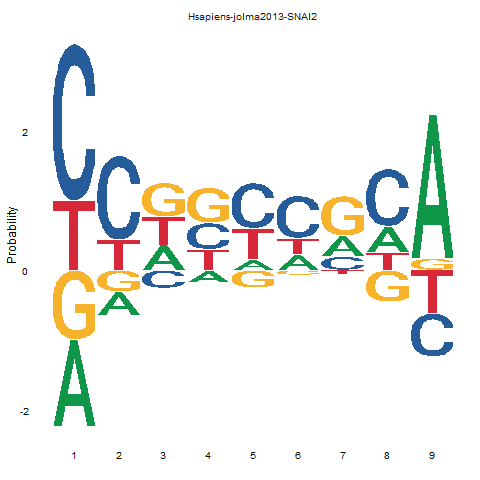 Hsapiens-jolma2013-SNAI2
Probability
2
0
-2
C T G A
C T G A
G T A C
G C T A
C T A G
C T A G
G A C T
C A T G
A G T C
1 2 3 4 5 6 7 8 9